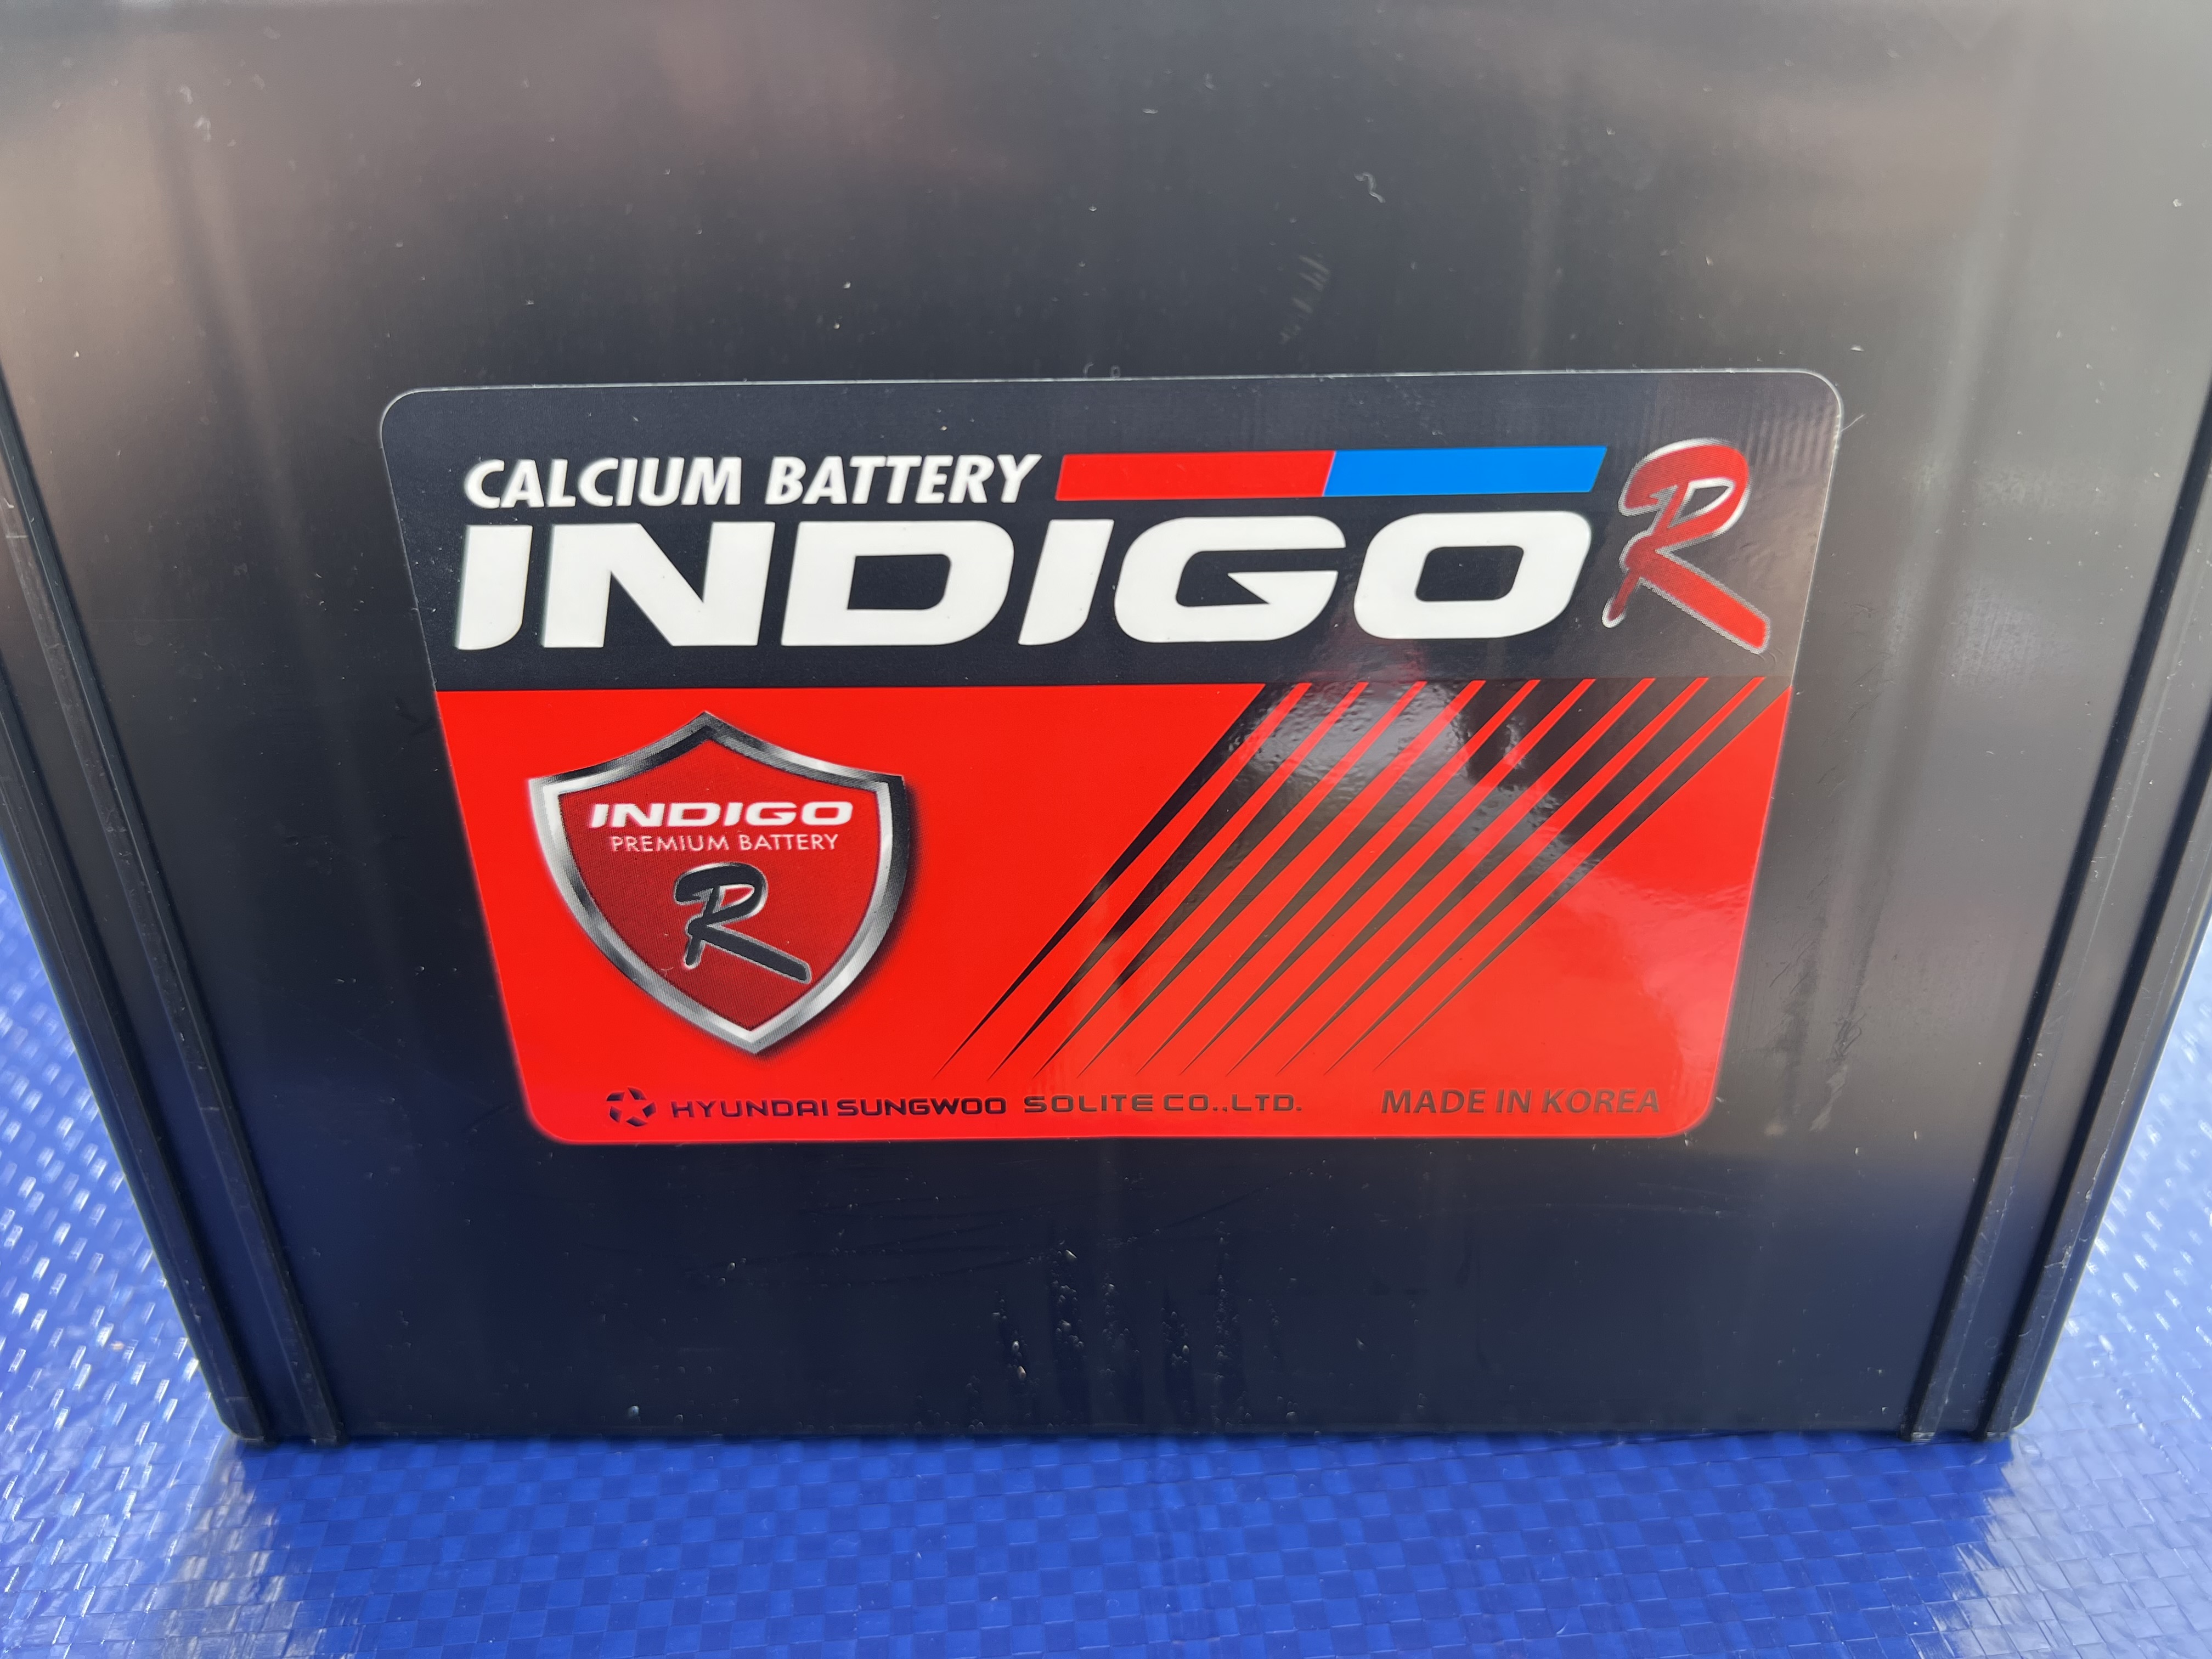 CALCIUM BATTERY
INDIGO R
INDIGO
PREMIUM BATTERY
R
HYUNDAI SUNGWOO SOLITE CO.,LTD. MADE IN KOREA